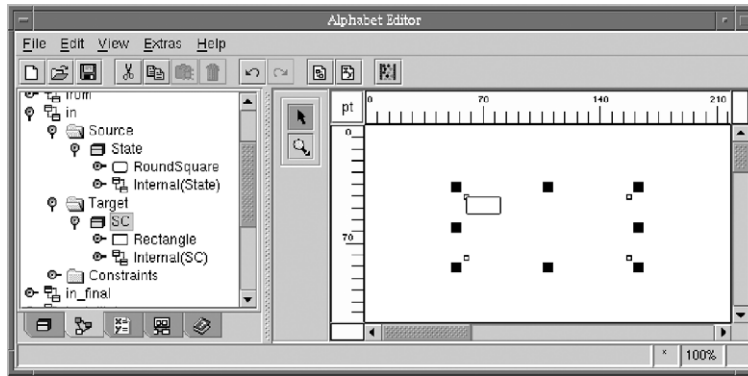 Alphabet Editor
File Edit View Extras Help
from
in
Source
State
RoundSquare
Internal(State)
Target
SC
Rectangle
Internal(SC)
Constraints
in_final
pt
0 70 140 210
0
70
100%